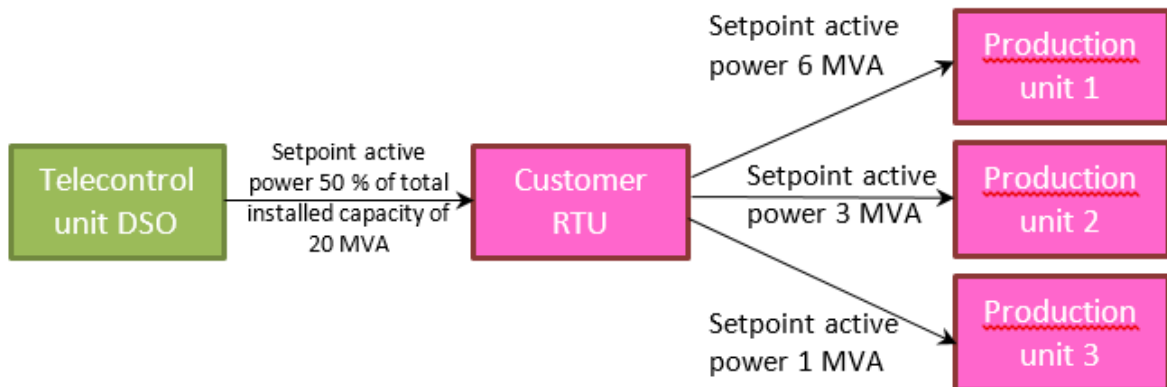 Telecontrol
unit DSO
Setpoint active
power 50 % of total
installed capacity of
20 MVA
Customer
RTU
Setpoint active
power 6 MVA
Production
unit 1
Setpoint active
power 3 MVA
Production
unit 2
Setpoint active
power 1 MVA
Production
unit 3